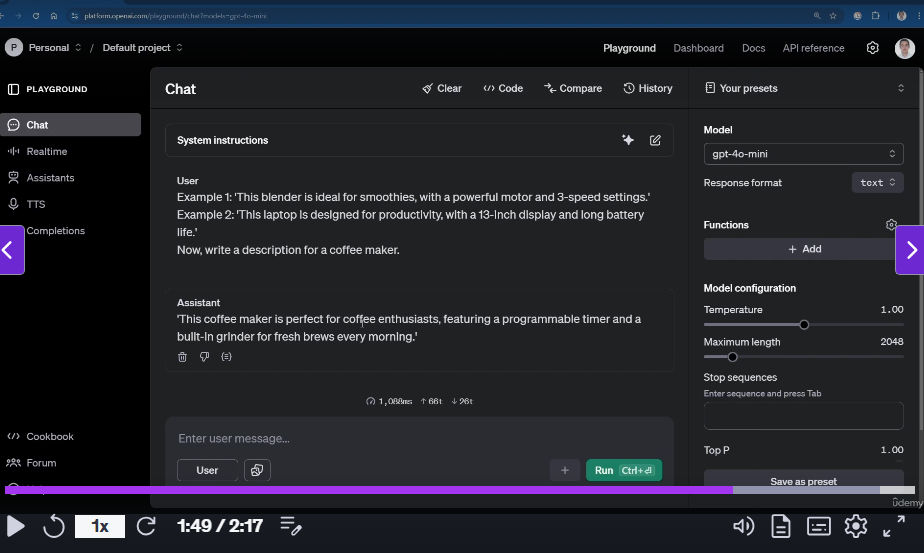 platform.openai.com/playground/chat?models=gpt-4o-mini
P Personal / Default project
Playground Dashboard Docs API reference
PLAYGROUND
Chat
Realtime
Assistants
TTS
Completions
Cookbook
Forum
Chat
Clear Code Compare History
System instructions
User
Example 1: 'This blender is ideal for smoothies, with a powerful motor and 3-speed settings.'
Example 2: 'This laptop is designed for productivity, with a 13-inch display and long battery
life.'
Now, write a description for a coffee maker.
Assistant
'This coffee maker is perfect for coffee enthusiasts, featuring a programmable timer and a
built-in grinder for fresh brews every morning.'
1,088ms ↑ 66t ↓ 26t
Enter user message...
User
+ Run Ctrl+⏎
Your presets
Model
gpt-4o-mini
Response format text
Functions
+ Add
Model configuration
Temperature 1.00
Maximum length 2048
Stop sequences
Enter sequence and press Tab
Top P 1.00
Save as preset
ûdemy
1x 1:49 / 2:17